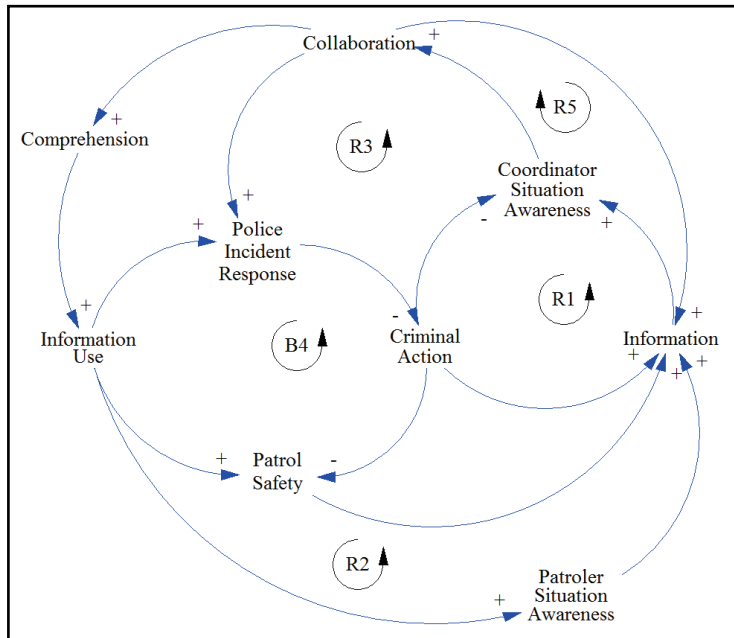 Collaboration
+
+
Comprehension
R5
R3
Coordinator
Situation
Awareness
-
+
+
+
Police
Incident
Response
R1
+
Information
Use
B4
-
Criminal
Action
+
Information
+
+
+
+
Patrol
Safety
-
R2
+
Patroler
Situation
Awareness